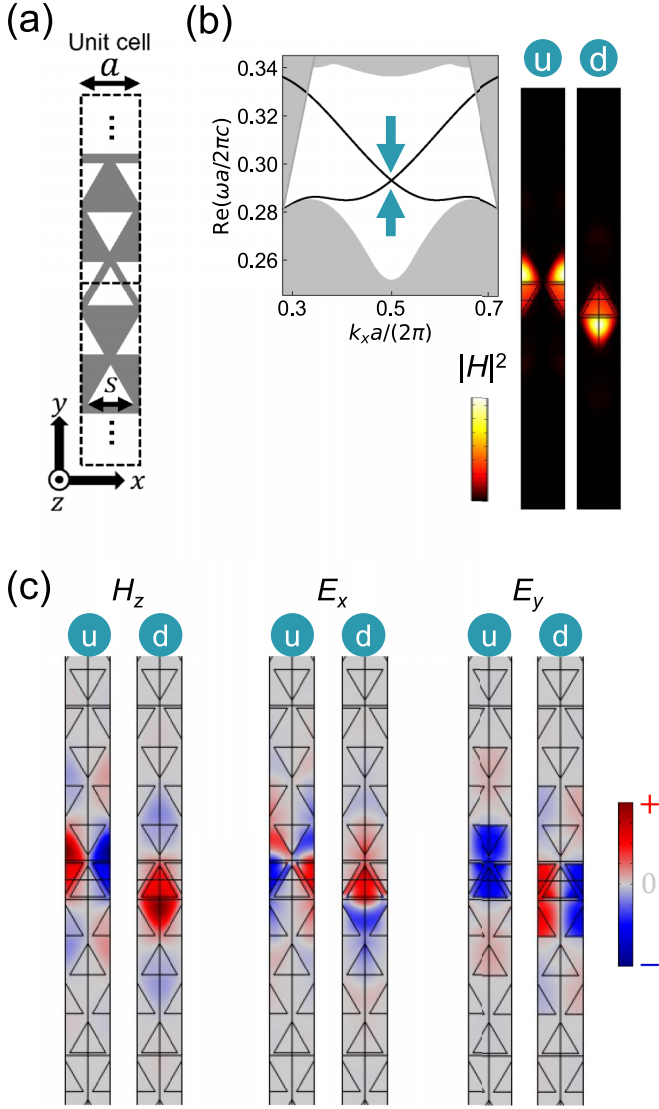 (a)
Unit cell
a
⋮
s
⋮
y
x
z
(b)
Re(ωa/2πc)
0.34
0.32
0.30
0.28
0.26
0.3
0.5
0.7
kₓa/(2π)
u
d
|H|²
(c)
H_z
E_x
E_y
u
d
u
d
u
d
+
0
−